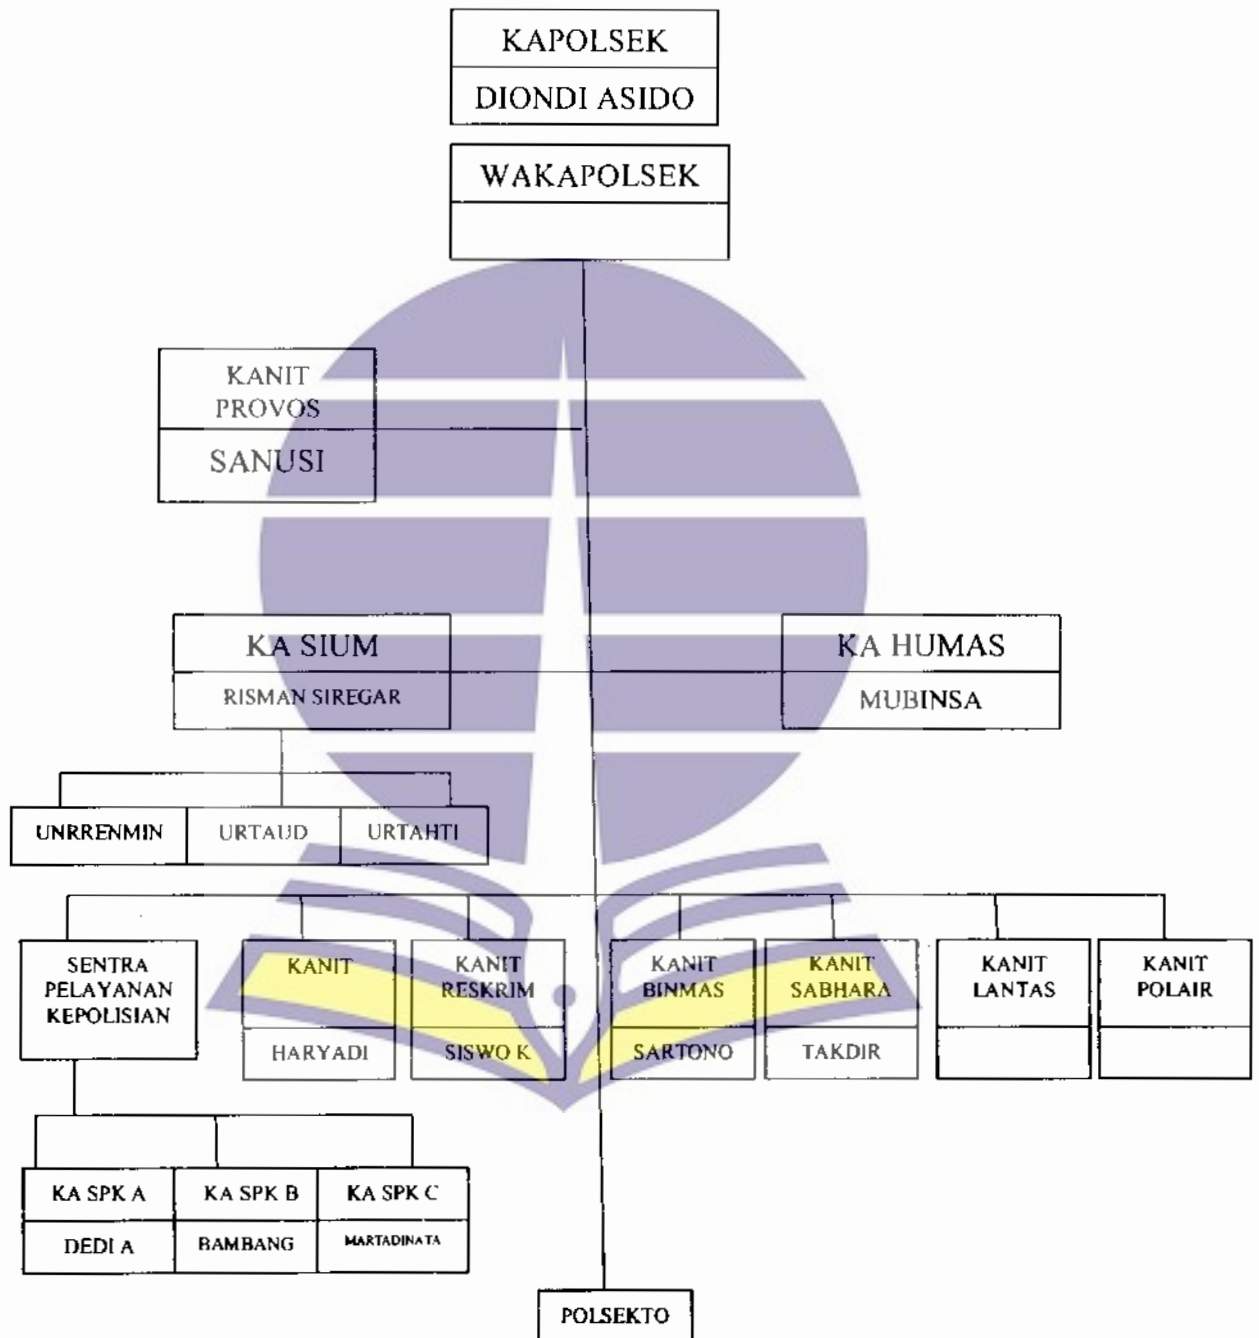 KAPOLSEK
DIONDI ASIDO
WAKAPOLSEK
KANIT
PROVOS
SANUSI
KA SIUM
RISMAN SIREGAR
KA HUMAS
MUBINSA
UNRRENMIN
URTAUD
URTAHTI
SENTRA
PELAYANAN
KEPOLISIAN
KANIT
HARYADI
KANIT
RESKRIM
SISWO K
KANIT
BINMAS
SARTONO
KANIT
SABHARA
TAKDIR
KANIT
LANTAS
KANIT
POLAIR
KA SPK A
DEDI A
KA SPK B
BAMBANG
KA SPK C
MARTADINATA
POLSEKTO